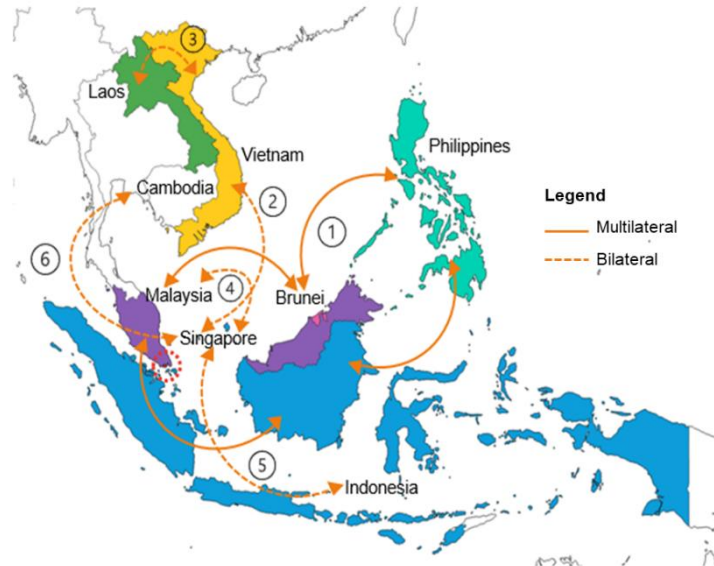 3
Laos
Vietnam
Philippines
Cambodia
2
Legend
1
Multilateral
6
Bilateral
Malaysia
4
Brunei
Singapore
5
Indonesia